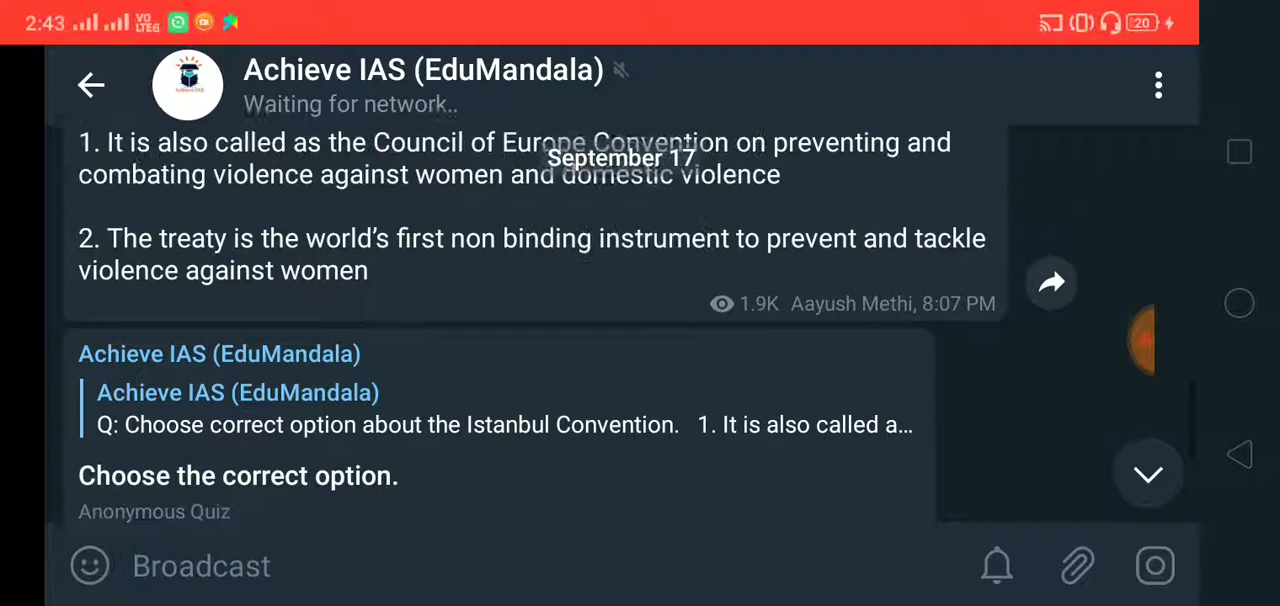 2:43 VO LTE2 20
Achieve IAS (EduMandala)
Waiting for network..
1. It is also called as the Council of Europe Convention on preventing and
September 17
combating violence against women and domestic violence
2. The treaty is the world's first non binding instrument to prevent and tackle
violence against women
1.9K Aayush Methi, 8:07 PM
Achieve IAS (EduMandala)
Achieve IAS (EduMandala)
Q: Choose correct option about the Istanbul Convention. 1. It is also called a...
Choose the correct option.
Anonymous Quiz
Broadcast